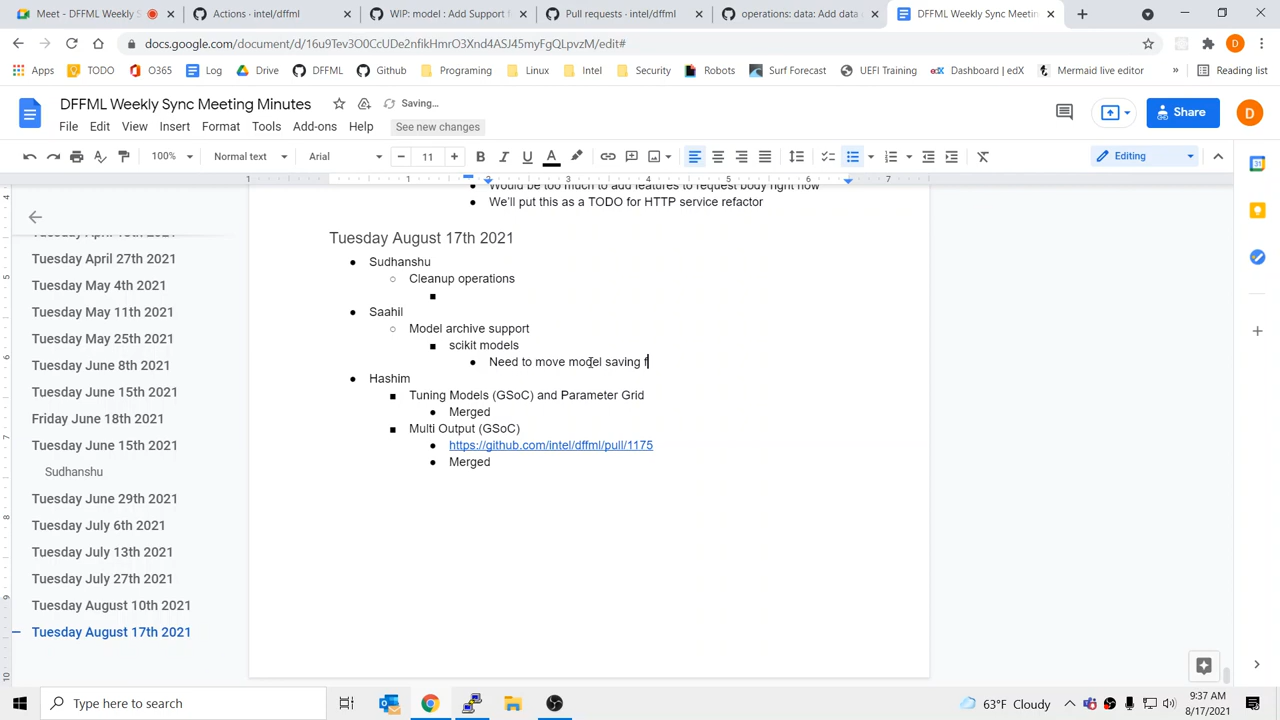 Meet - DWE Weekly S
Actions · intel/dffml
WIP: model : Add Support f
Pull requests · intel/dffml
operations: data: Add data c
DFFML Weekly Sync Meetin
docs.google.com/document/d/16u9Tev3O0CcUDe2nfikHmrO3Xnd4ASJ45myFgQLpvzM/edit#
Apps
TODO
O365
Log
Drive
DFFML
Github
Programing
Linux
Intel
Security
Robots
Surf Forecast
UEFI Training
Dashboard | edX
Mermaid live editor
»
Reading list
DFFML Weekly Sync Meeting Minutes
Saving…
File Edit View Insert Format Tools Add-ons Help
See new changes
Share
D
100%
Normal text
Arial
11
Editing
Would be too much to add features to request body right now
We'll put this as a TODO for HTTP service refactor
Tuesday August 17th 2021
Sudhanshu
Cleanup operations
Saahil
Model archive support
scikit models
Need to move model saving f
Hashim
Tuning Models (GSoC) and Parameter Grid
Merged
Multi Output (GSoC)
https://github.com/intel/dffml/pull/1175
Merged
Tuesday April 27th 2021
Tuesday May 4th 2021
Tuesday May 11th 2021
Tuesday May 25th 2021
Tuesday June 8th 2021
Tuesday June 15th 2021
Friday June 18th 2021
Tuesday June 15th 2021
Sudhanshu
Tuesday June 29th 2021
Tuesday July 6th 2021
Tuesday July 13th 2021
Tuesday July 27th 2021
Tuesday August 10th 2021
Tuesday August 17th 2021
Type here to search
63°F Cloudy
9:37 AM
8/17/2021